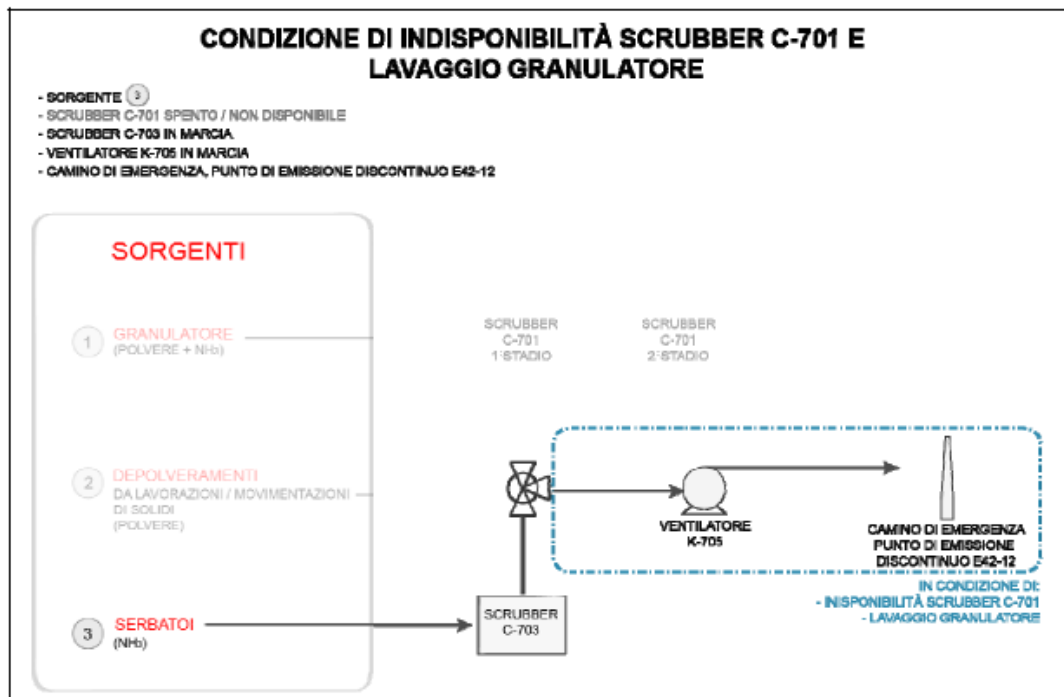 CONDIZIONE DI INDISPONIBILITÀ SCRUBBER C-701 E
LAVAGGIO GRANULATORE
- SORGENTE 3
- SCRUBBER C-701 SPENTO / NON DISPONIBILE
- SCRUBBER C-703 IN MARCIA
- VENTILATORE K-705 IN MARCIA
- CAMINO DI EMERGENZA, PUNTO DI EMISSIONE DISCONTINUO E42-12
SORGENTI
1 GRANULATORE
(POLVERE + NH₃)
SCRUBBER
C-701
1°STADIO
SCRUBBER
C-701
2°STADIO
2 DEPOLVERAMENTI
DA LAVORAZIONI / MOVIMENTAZIONI
DI SOLIDI
(POLVERE)
VENTILATORE
K-705
CAMINO DI EMERGENZA
PUNTO DI EMISSIONE
DISCONTINUO E42-12
IN CONDIZIONE DI:
- INISPONIBILITÀ SCRUBBER C-701
- LAVAGGIO GRANULATORE
3 SERBATOI
(NH₃)
SCRUBBER
C-703